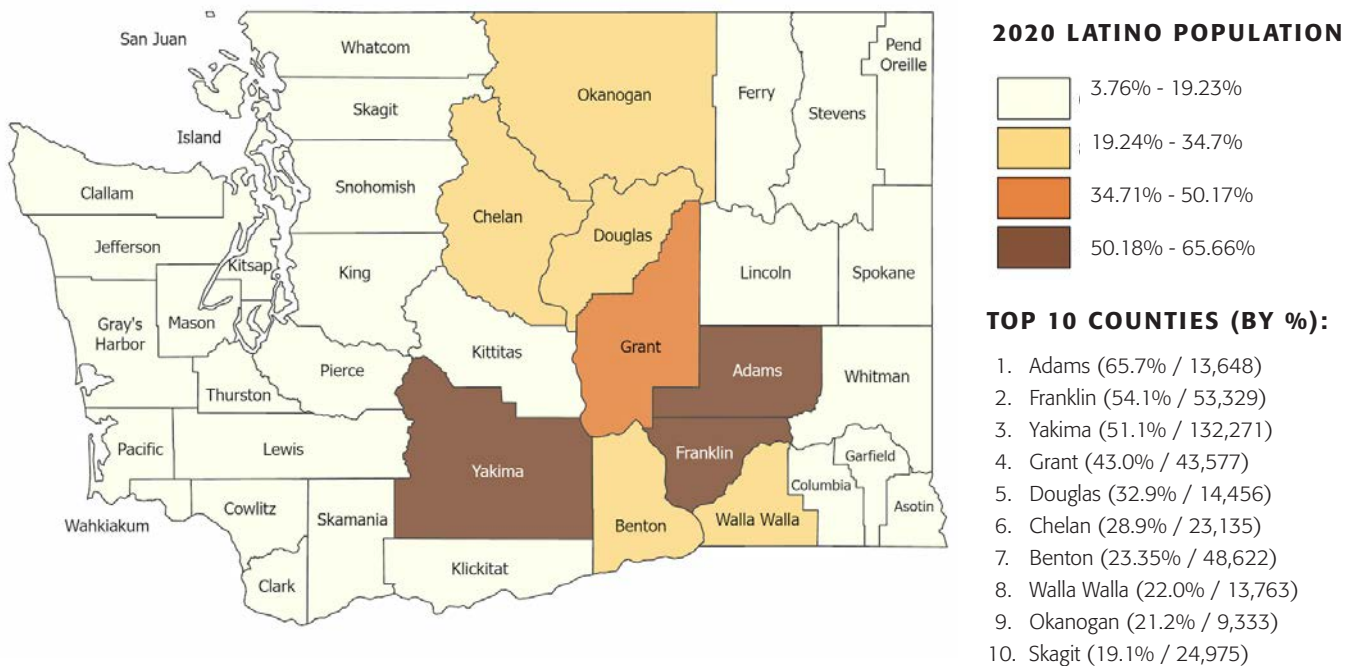 San Juan
Whatcom
Okanogan
Ferry
Pend
Oreille
Stevens
Skagit
Island
Snohomish
Clallam
Chelan
Douglas
Jefferson
Kitsap
King
Lincoln
Spokane
Gray's
Harbor
Mason
Kittitas
Grant
Adams
Whitman
Pierce
Thurston
Pacific
Lewis
Yakima
Franklin
Garfield
Columbia
Asotin
Wahkiakum
Cowlitz
Skamania
Benton
Walla Walla
Clark
Klickitat
2020 LATINO POPULATION
3.76% - 19.23%
19.24% - 34.7%
34.71% - 50.17%
50.18% - 65.66%
TOP 10 COUNTIES (BY %):
1. Adams (65.7% / 13,648)
2. Franklin (54.1% / 53,329)
3. Yakima (51.1% / 132,271)
4. Grant (43.0% / 43,577)
5. Douglas (32.9% / 14,456)
6. Chelan (28.9% / 23,135)
7. Benton (23.35% / 48,622)
8. Walla Walla (22.0% / 13,763)
9. Okanogan (21.2% / 9,333)
10. Skagit (19.1% / 24,975)